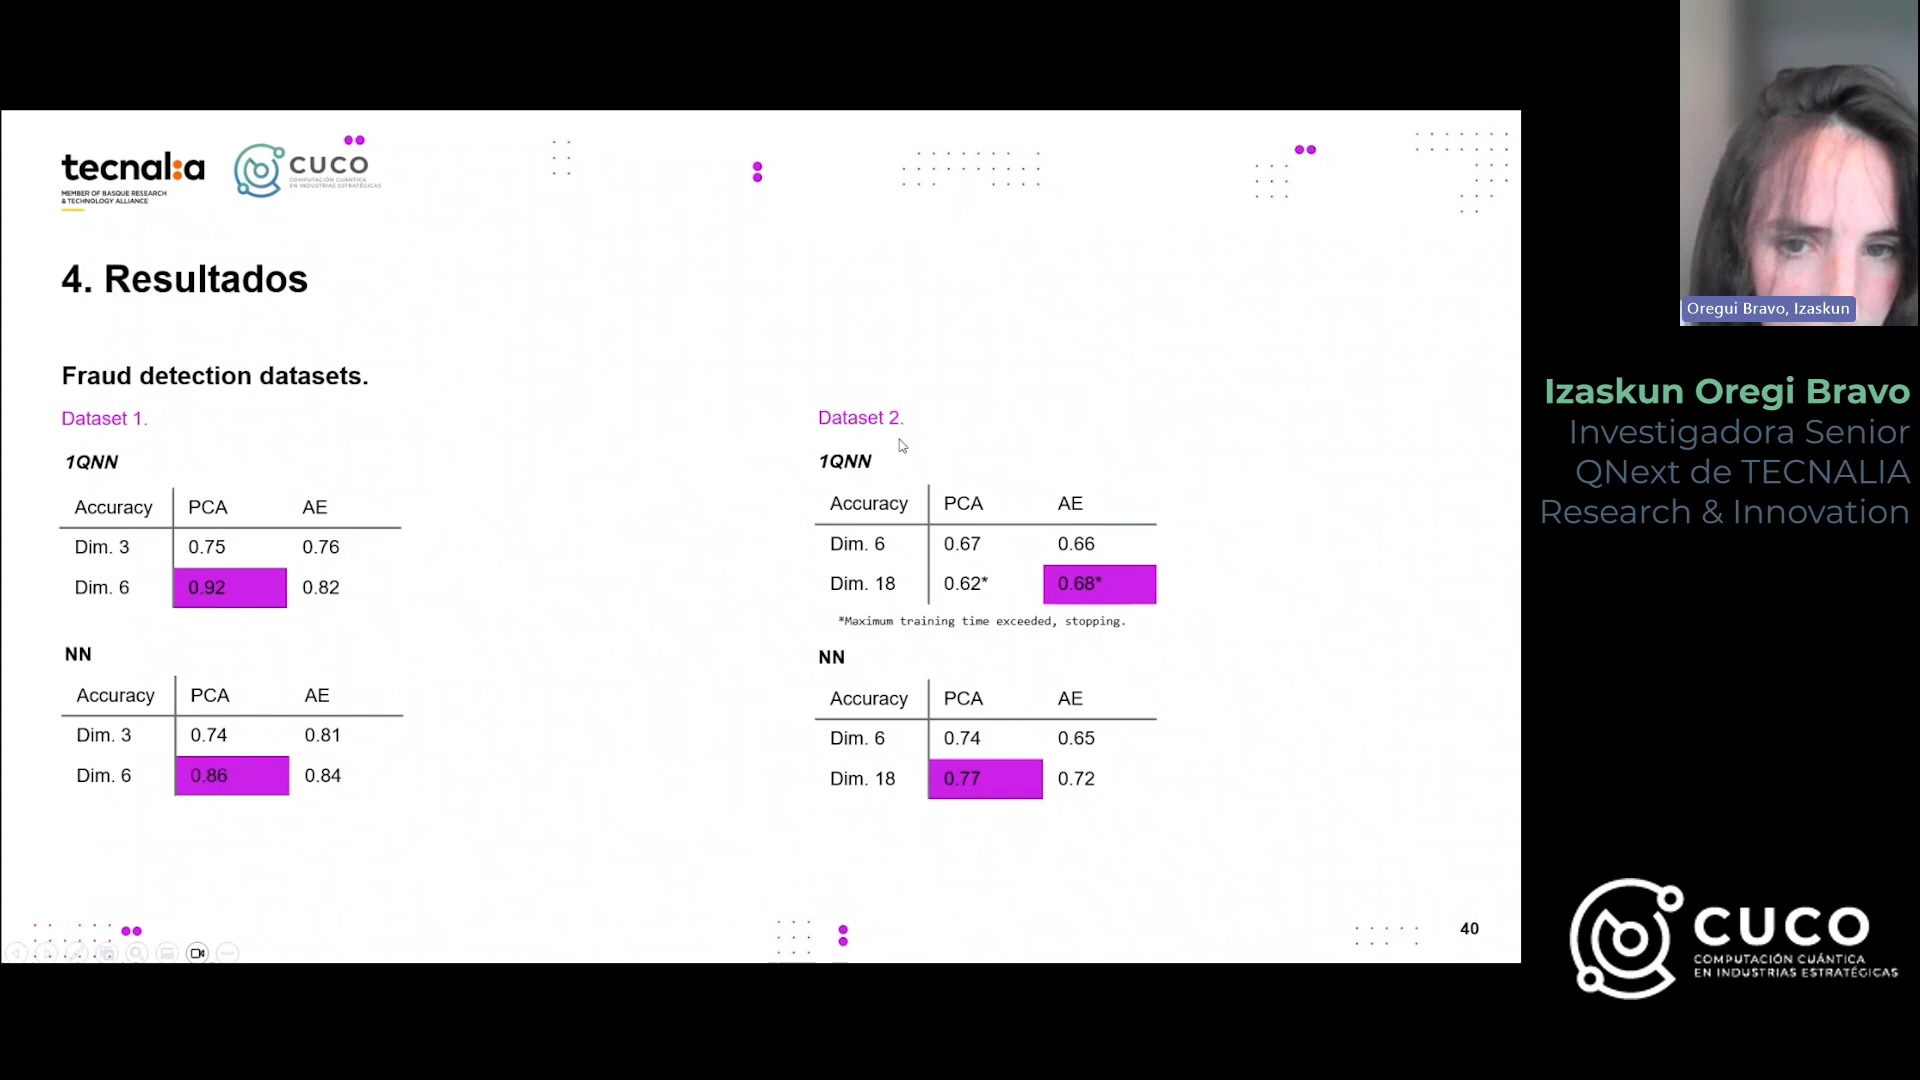 tecnalia
MEMBER OF BASQUE RESEARCH
& TECHNOLOGY ALLIANCE
CUCO
COMPUTACIÓN CUÁNTICA
EN INDUSTRIAS ESTRATÉGICAS
4. Resultados
Fraud detection datasets.
Dataset 1.
1QNN
Accuracy PCA AE
Dim. 3 0.75 0.76
Dim. 6 0.92 0.82
NN
Accuracy PCA AE
Dim. 3 0.74 0.81
Dim. 6 0.86 0.84
Dataset 2.
1QNN
Accuracy PCA AE
Dim. 6 0.67 0.66
Dim. 18 0.62* 0.68*
*Maximum training time exceeded, stopping.
NN
Accuracy PCA AE
Dim. 6 0.74 0.65
Dim. 18 0.77 0.72
40
Oregui Bravo, Izaskun
Izaskun Oregi Bravo
Investigadora Senior
QNext de TECNALIA
Research & Innovation
CUCO
COMPUTACIÓN CUÁNTICA
EN INDUSTRIAS ESTRATÉGICAS